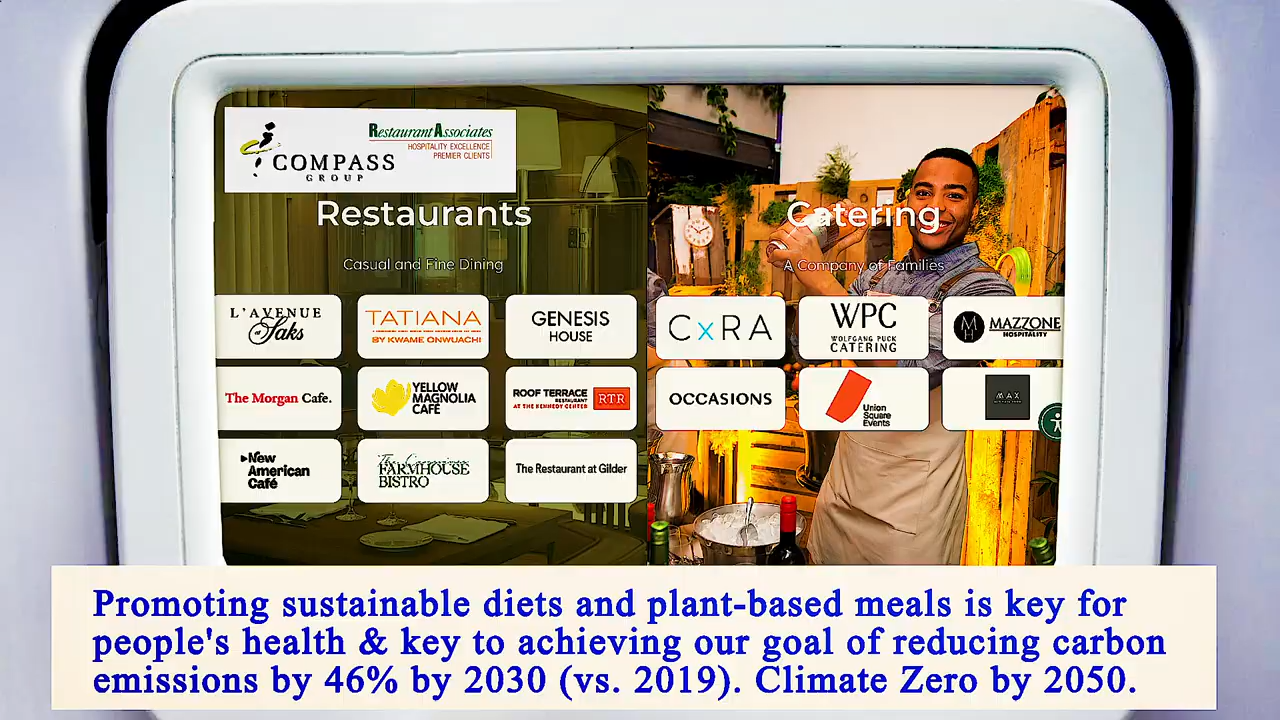 COMPASS
GROUP
RESTAURANT ASSOCIATES
HOSPITALITY EXCELLENCE
PREMIER CLIENTS
Restaurants
Casual and Fine Dining
L'AVENUE
Saks
TATIANA
BY KWAME ONWUACHI
GENESIS
HOUSE
The Morgan Cafe.
YELLOW
MAGNOLIA
CAFÉ
ROOF TERRACE
RESTAURANT
AT THE KENNEDY CENTER
RTR
New
American
Café
FARMHOUSE
BISTRO
The Restaurant at Gilder
Catering
A Company of Families
CxRA
WPC
WOLFGANG PUCK
CATERING
MAZZONE
HOSPITALITY
OCCASIONS
Union
Square
Events
MAX
Promoting sustainable diets and plant-based meals is key for
people's health & key to achieving our goal of reducing carbon
emissions by 46% by 2030 (vs. 2019). Climate Zero by 2050.